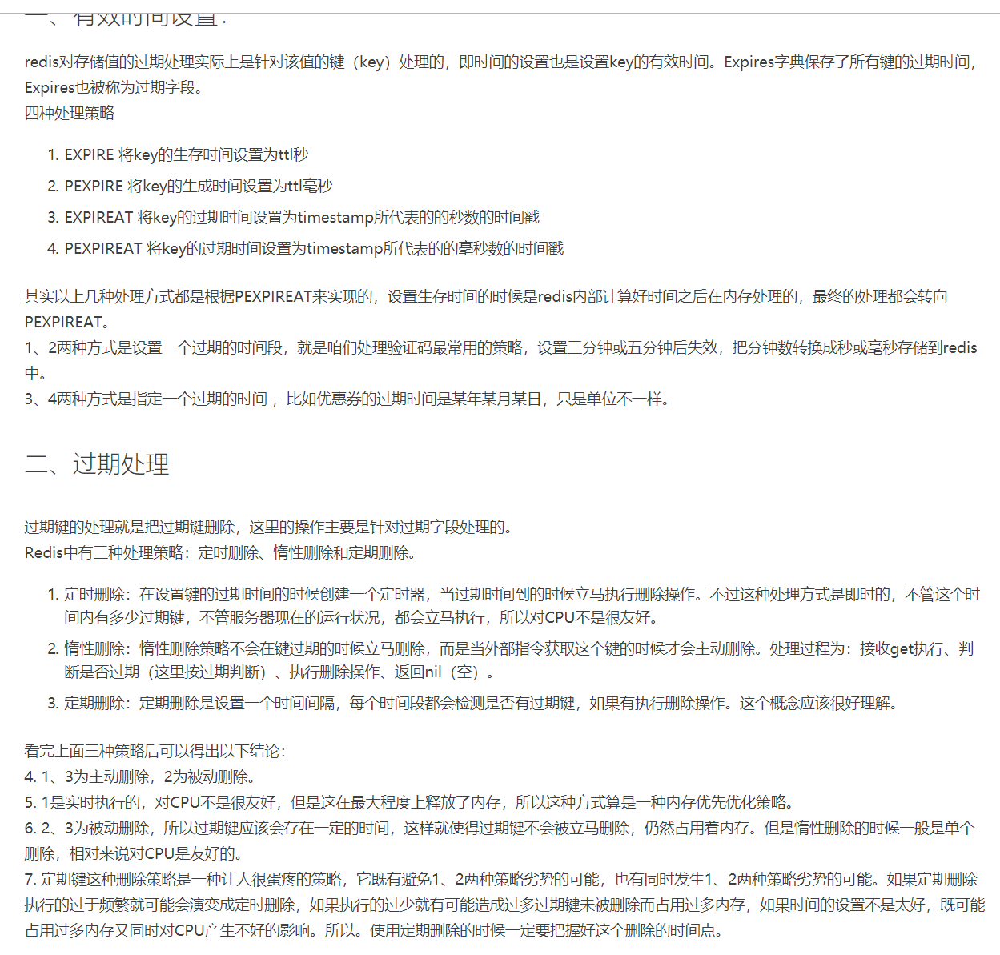 一、有效时间设置：
redis对存储值的过期处理实际上是针对该值的键（key）处理的，即时间的设置也是设置key的有效时间。Expires字典保存了所有键的过期时间，
Expires也被称为过期字段。
四种处理策略
1. EXPIRE 将key的生存时间设置为ttl秒
2. PEXPIRE 将key的生成时间设置为ttl毫秒
3. EXPIREAT 将key的过期时间设置为timestamp所代表的的秒数的时间戳
4. PEXPIREAT 将key的过期时间设置为timestamp所代表的的毫秒数的时间戳
其实以上几种处理方式都是根据PEXPIREAT来实现的，设置生存时间的时候是redis内部计算好时间之后在内存处理的，最终的处理都会转向
PEXPIREAT。
1、2两种方式是设置一个过期的时间段，就是咱们处理验证码最常用的策略，设置三分钟或五分钟后失效，把分钟数转换成秒或毫秒存储到redis
中。
3、4两种方式是指定一个过期的时间 ，比如优惠券的过期时间是某年某月某日，只是单位不一样。
二、过期处理
过期键的处理就是把过期键删除，这里的操作主要是针对过期字段处理的。
Redis中有三种处理策略：定时删除、惰性删除和定期删除。
1. 定时删除：在设置键的过期时间的时候创建一个定时器，当过期时间到的时候立马执行删除操作。不过这种处理方式是即时的，不管这个时
间内有多少过期键，不管服务器现在的运行状况，都会立马执行，所以对CPU不是很友好。
2. 惰性删除：惰性删除策略不会在键过期的时候立马删除，而是当外部指令获取这个键的时候才会主动删除。处理过程为：接收get执行、判
断是否过期（这里按过期判断）、执行删除操作、返回nil（空）。
3. 定期删除：定期删除是设置一个时间间隔，每个时间段都会检测是否有过期键，如果有执行删除操作。这个概念应该很好理解。
看完上面三种策略后可以得出以下结论：
4. 1、3为主动删除，2为被动删除。
5. 1是实时执行的，对CPU不是很友好，但是这在最大程度上释放了内存，所以这种方式算是一种内存优先优化策略。
6. 2、3为被动删除，所以过期键应该会存在一定的时间，这样就使得过期键不会被立马删除，仍然占用着内存。但是惰性删除的时候一般是单个
删除，相对来说对CPU是友好的。
7. 定期键这种删除策略是一种让人很蛋疼的策略，它既有避免1、2两种策略劣势的可能，也有同时发生1、2两种策略劣势的可能。如果定期删除
执行的过于频繁就可能会演变成定时删除，如果执行的过少就有可能造成过多过期键未被删除而占用过多内存，如果时间的设置不是太好，既可能
占用过多内存又同时对CPU产生不好的影响。所以。使用定期删除的时候一定要把握好这个删除的时间点。